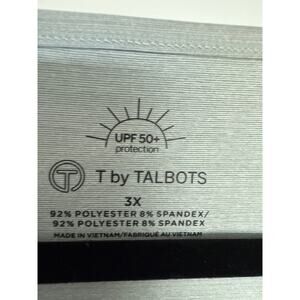 UPF 50+
protection
T by TALBOTS
3X
92% POLYESTER 8% SPANDEX/
92% POLYESTER 8% SPANDEX
MADE IN VIETNAM/FABRIQUÉ AU VIETNAM